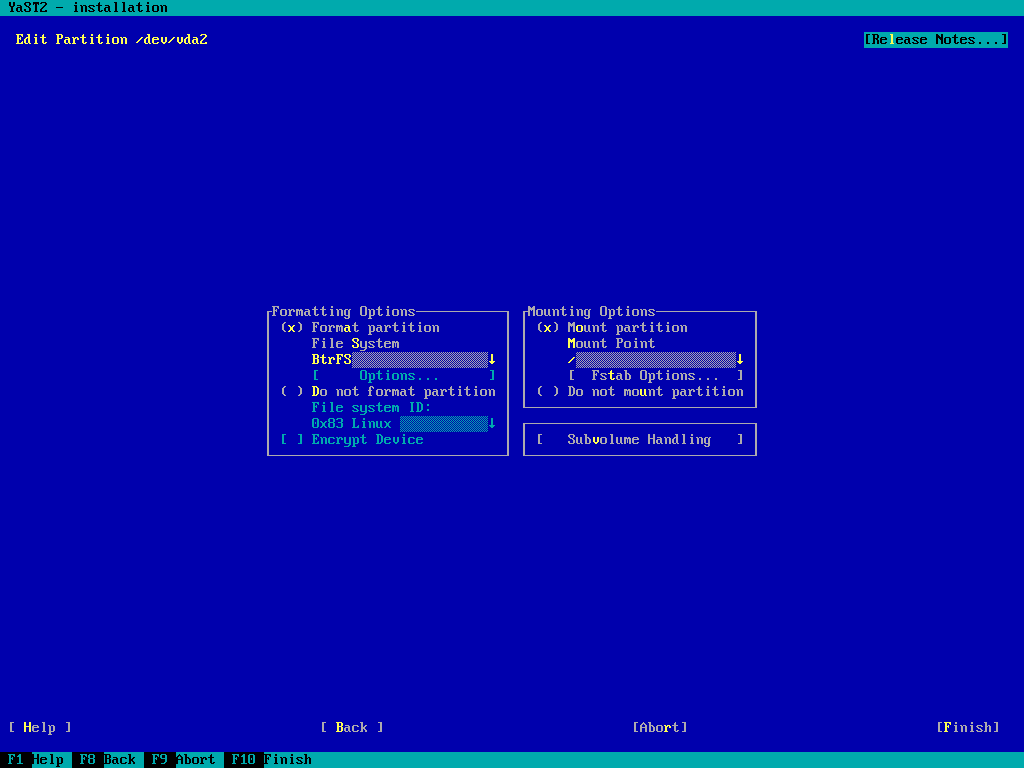 YaST2 - installation
Edit Partition /dev/vda2 [Release Notes...]
Formatting Options
(x) Format partition
File System
BtrFS ↓
[ Options... ]
( ) Do not format partition
File system ID:
0x83 Linux ↓
[ ] Encrypt Device
Mounting Options
(x) Mount partition
Mount Point
/ ↓
[ Fstab Options... ]
( ) Do not mount partition
[ Subvolume Handling ]
[ Help ] [ Back ] [Abort] [Finish]
F1 Help F8 Back F9 Abort F10 Finish